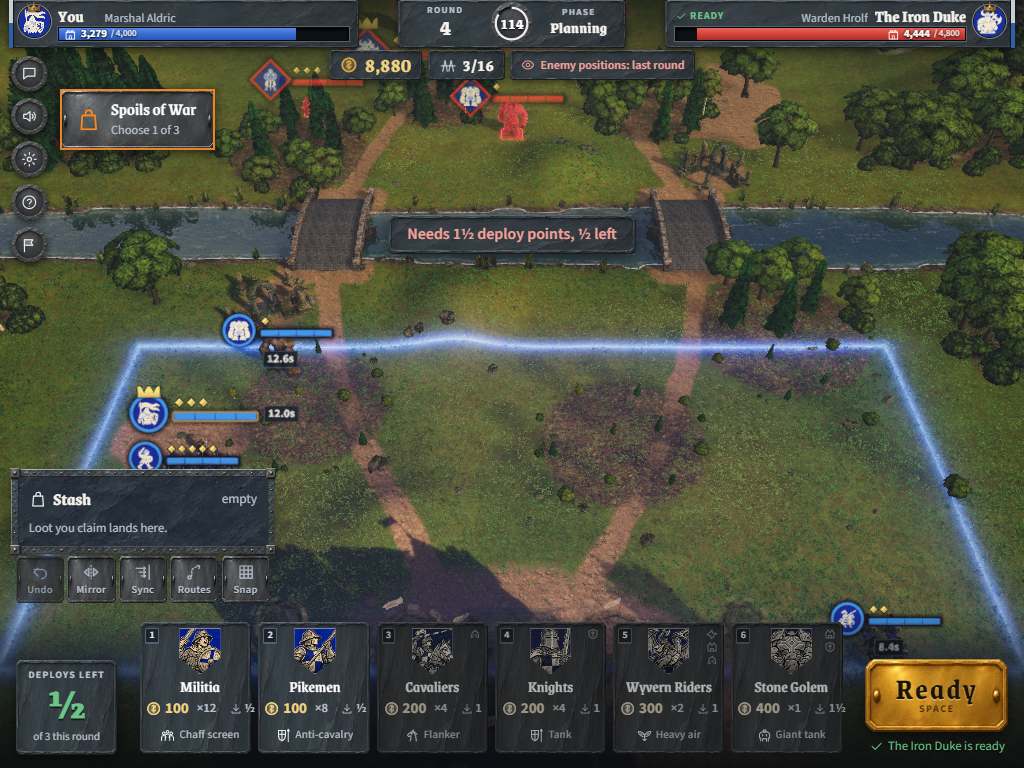 You Marshal Aldric
3,279 / 4,000
ROUND
4
114
PHASE
Planning
READY
Warden Hrolf The Iron Duke
4,444 / 4,800
8,880
3/16
Enemy positions: last round
Spoils of War
Choose 1 of 3
Needs 1½ deploy points, ½ left
12.6s
12.0s
Stash empty
Loot you claim lands here.
Undo
Mirror
Sync
Routes
Snap
8.4s
DEPLOYS LEFT
½
of 3 this round
1
Militia
100 ×12 ½
Chaff screen
2
Pikemen
100 ×8 ½
Anti-cavalry
3
Cavaliers
200 ×4 1
Flanker
4
Knights
200 ×4 1
Tank
5
Wyvern Riders
300 ×2 1
Heavy air
6
Stone Golem
400 ×1 1½
Giant tank
Ready
SPACE
The Iron Duke is ready